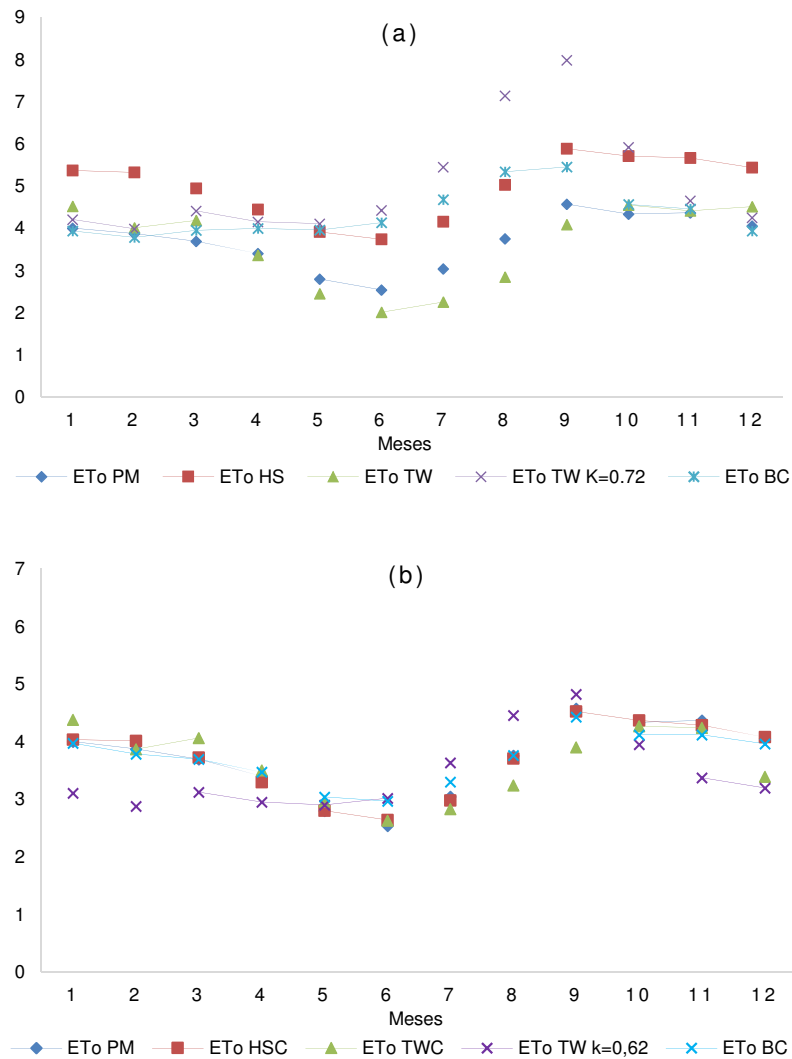 (a)
9
8
7
6
5
4
3
2
1
0
1 2 3 4 5 6 7 8 9 10 11 12
Meses
ETo PM ETo HS ETo TW ETo TW K=0.72 ETo BC
(b)
7
6
5
4
3
2
1
0
1 2 3 4 5 6 7 8 9 10 11 12
Meses
ETo PM ETo HSC ETo TWC ETo TW k=0,62 ETo BC